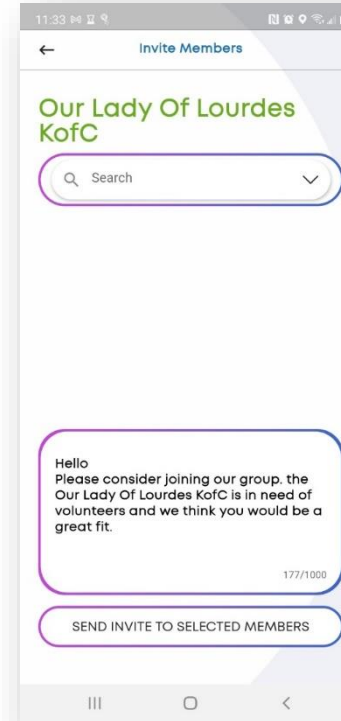 11:33
Invite Members
Our Lady Of Lourdes
KofC
Search
Hello
Please consider joining our group. the
Our Lady Of Lourdes KofC is in need of
volunteers and we think you would be a
great fit.
177/1000
SEND INVITE TO SELECTED MEMBERS